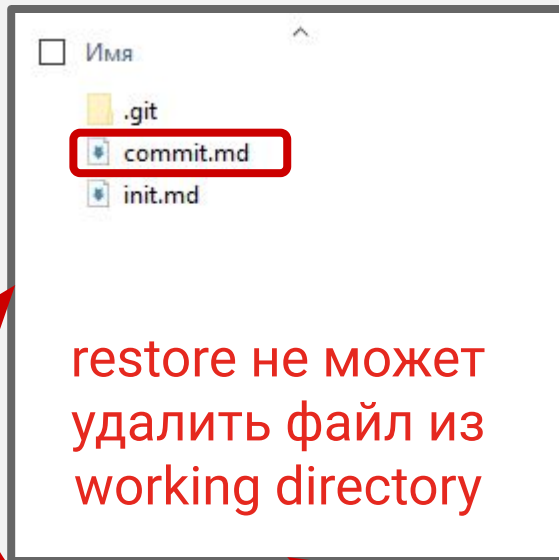 Имя
.git
commit.md
init.md
restore не может
удалить файл из
working directory